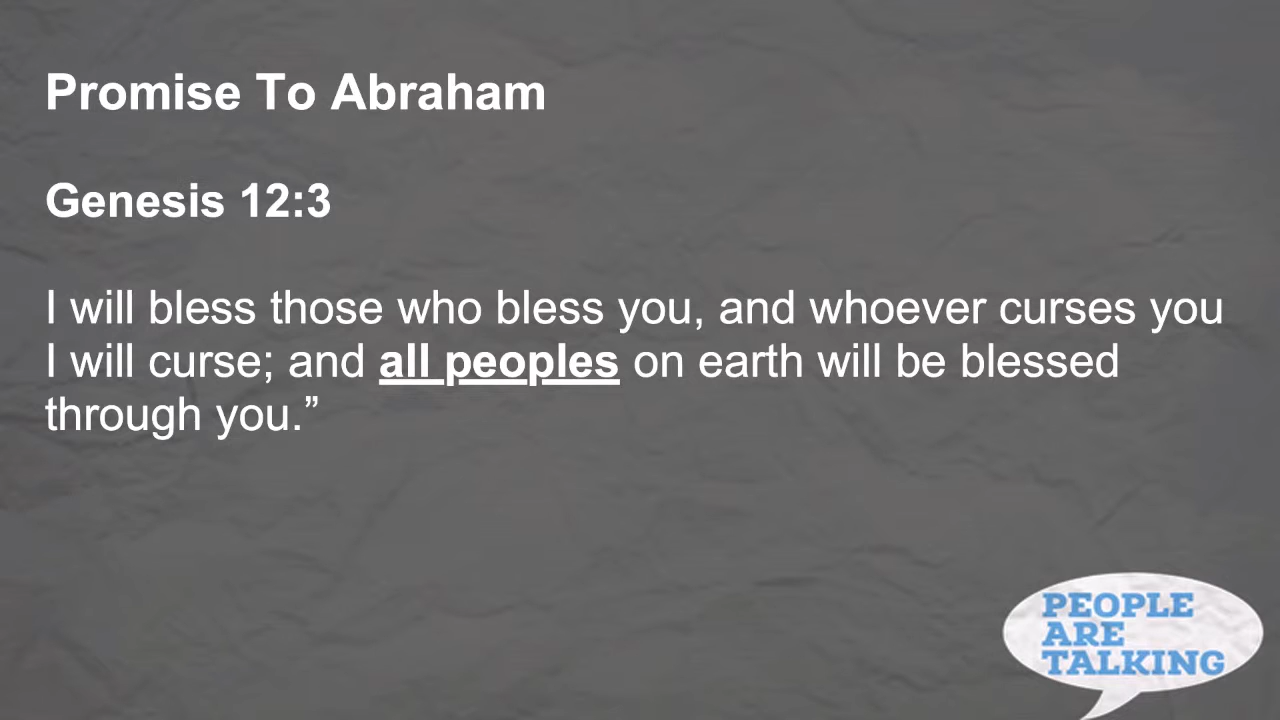 Promise To Abraham
Genesis 12:3
I will bless those who bless you, and whoever curses you
I will curse; and all peoples on earth will be blessed
through you.”
PEOPLE
ARE
TALKING